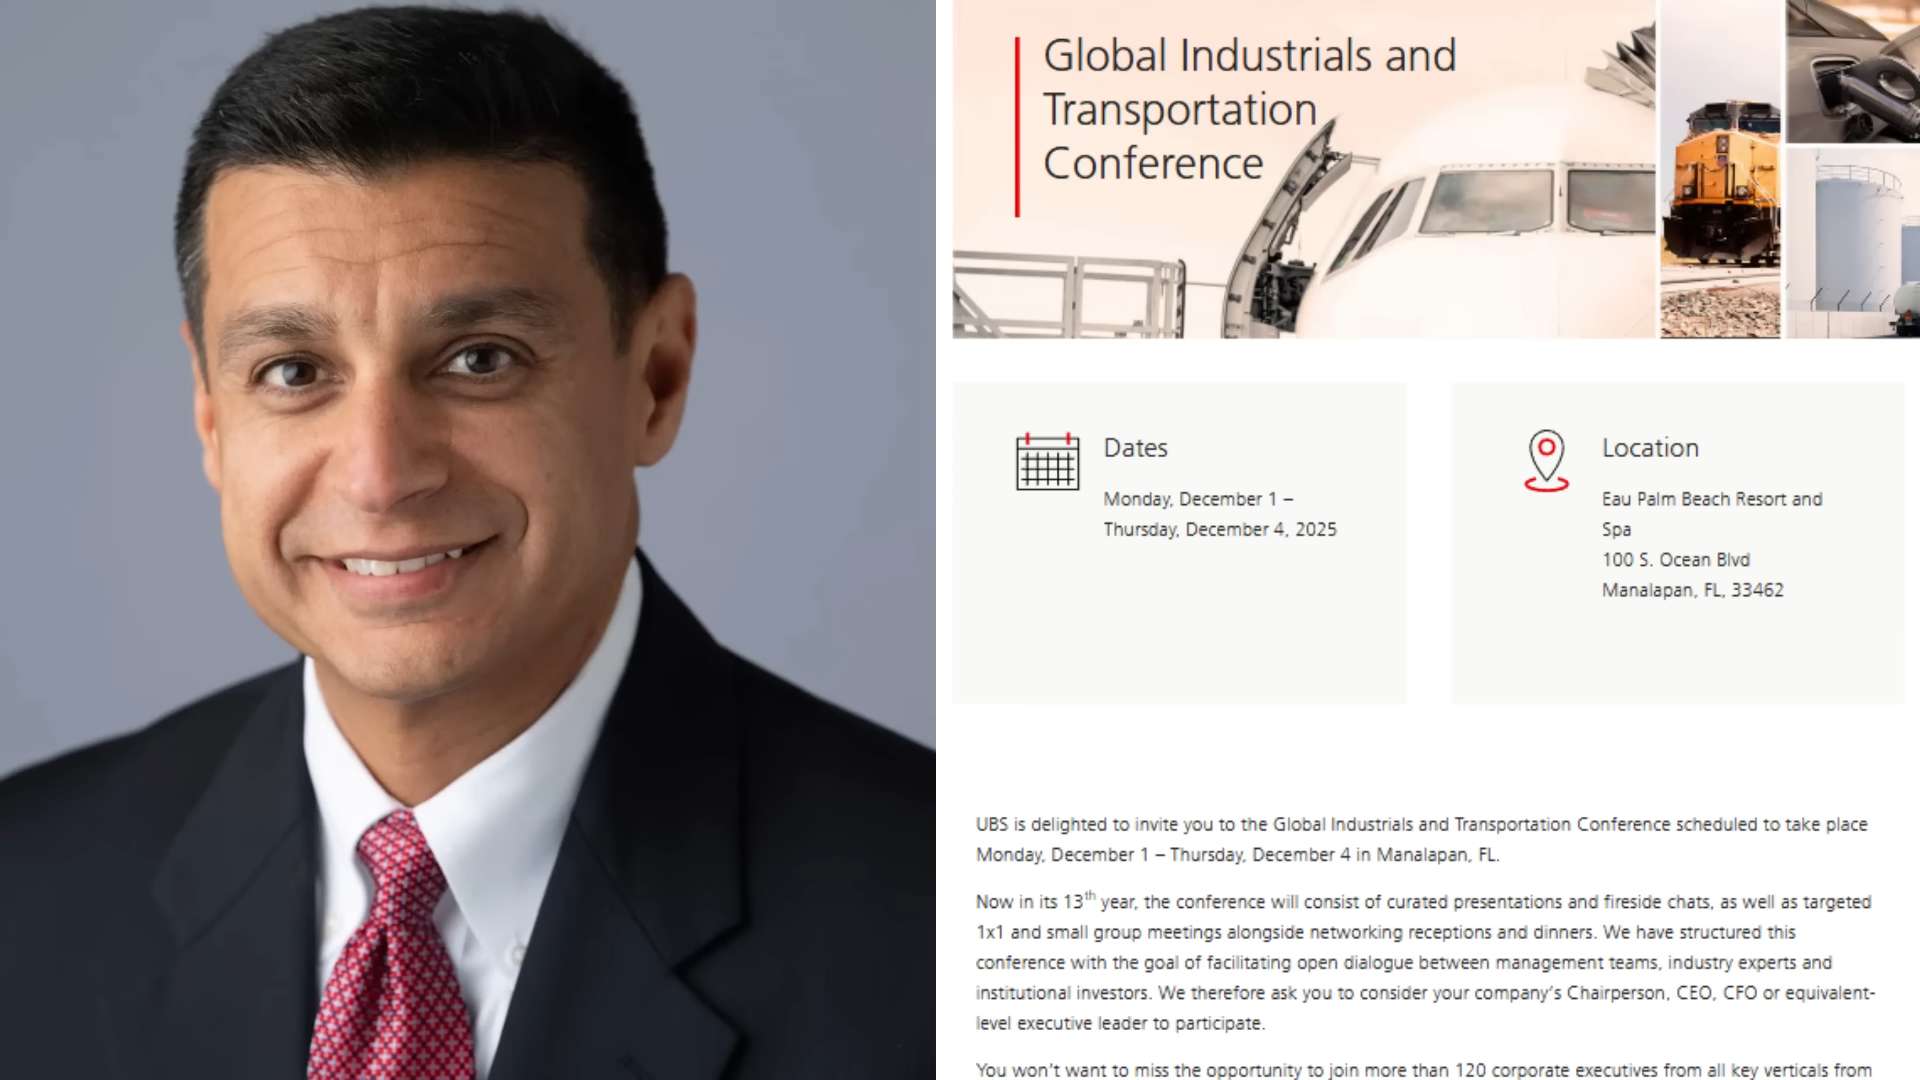 Global Industrials and
Transportation
Conference
Dates
Monday, December 1 –
Thursday, December 4, 2025
Location
Eau Palm Beach Resort and
Spa
100 S. Ocean Blvd
Manalapan, FL, 33462
UBS is delighted to invite you to the Global Industrials and Transportation Conference scheduled to take place
Monday, December 1 – Thursday, December 4 in Manalapan, FL.
Now in its 13th year, the conference will consist of curated presentations and fireside chats, as well as targeted
1x1 and small group meetings alongside networking receptions and dinners. We have structured this
conference with the goal of facilitating open dialogue between management teams, industry experts and
institutional investors. We therefore ask you to consider your company's Chairperson, CEO, CFO or equivalent-
level executive leader to participate.
You won't want to miss the opportunity to join more than 120 corporate executives from all key verticals from